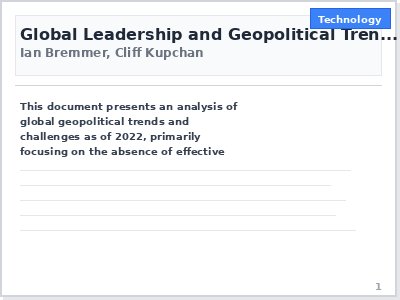 Technology
Global Leadership and Geopolitical Tren...
Ian Bremmer, Cliff Kupchan
This document presents an analysis of
global geopolitical trends and
challenges as of 2022, primarily
focusing on the absence of effective
1